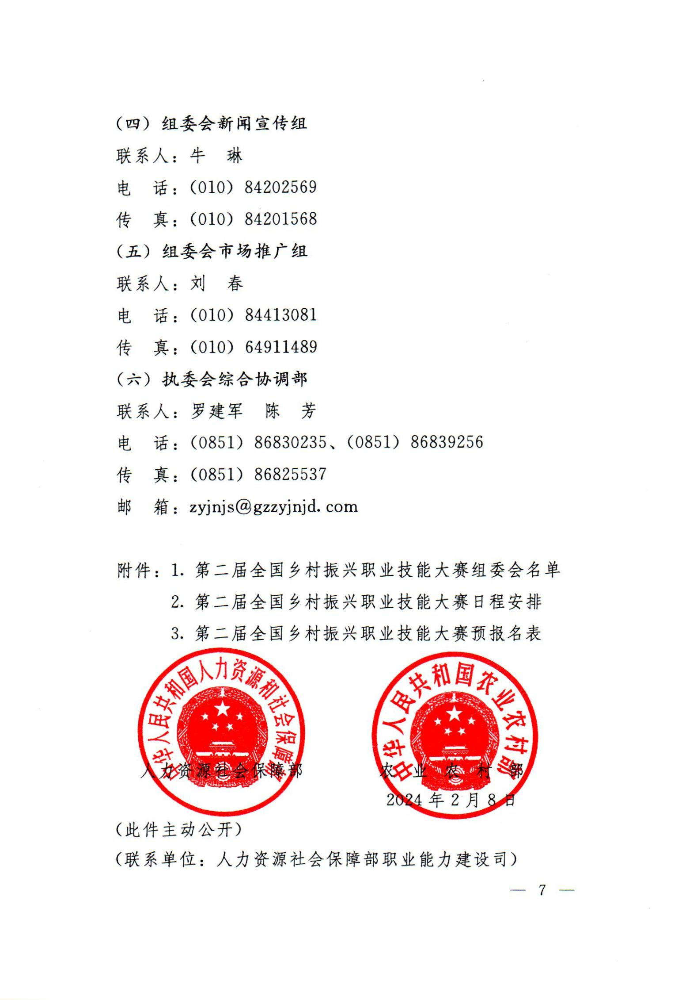 （四）组委会新闻宣传组
联系人：牛　琳
电　话：（010）84202569
传　真：（010）84201568
（五）组委会市场推广组
联系人：刘　春
电　话：（010）84413081
传　真：（010）64911489
（六）执委会综合协调部
联系人：罗建军　陈　芳
电　话：（0851）86830235、（0851）86839256
传　真：（0851）86825537
邮　箱：zyjnjs@gzzyjnjd.com
附件：1. 第二届全国乡村振兴职业技能大赛组委会名单
2. 第二届全国乡村振兴职业技能大赛日程安排
3. 第二届全国乡村振兴职业技能大赛预报名表
中华人民共和国人力资源和社会保障部
中华人民共和国农业农村部
人力资源社会保障部　农业农村部
2024年2月8日
（此件主动公开）
（联系单位：人力资源社会保障部职业能力建设司）
— 7 —